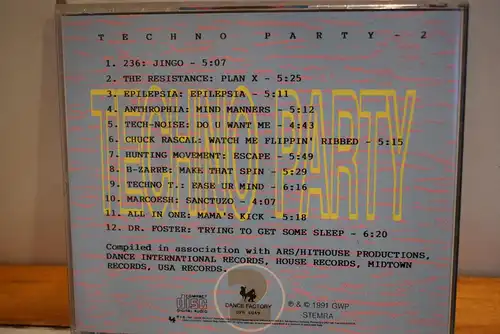 TECHNO PARTY - 2
1. 236: JINGO - 5:07
2. THE RESISTANCE: PLAN X - 5:25
3. EPILEPSIA: EPILEPSIA - 5:11
4. ANTHROPHIA: MIND MANNERS - 5:12
5. TECH-NOISE: DO U WANT ME - 4:43
6. CHUCK RASCAL: WATCH ME FLIPPIN' RIBBED - 5:15
7. HUNTING MOVEMENT: ESCAPE - 5:49
8. B-ZARRE: MAKE THAT SPIN - 5:29
9. TECHNO T.: EASE UR MIND - 6:16
10. MARCOESH: SANCTUZO - 4:07
11. ALL IN ONE: MAMA'S KICK - 5:18
12. DR. FOSTER: TRYING TO GET SOME SLEEP - 6:20
TECHNO PARTY
Compiled in association with ARS/HITHOUSE PRODUCTIONS,
DANCE INTERNATIONAL RECORDS, HOUSE RECORDS, MIDTOWN
RECORDS, USA RECORDS.
COMPACT
disc
DIGITAL AUDIO
DANCE FACTORY
℗ & © 1991 GWP
STEMRA